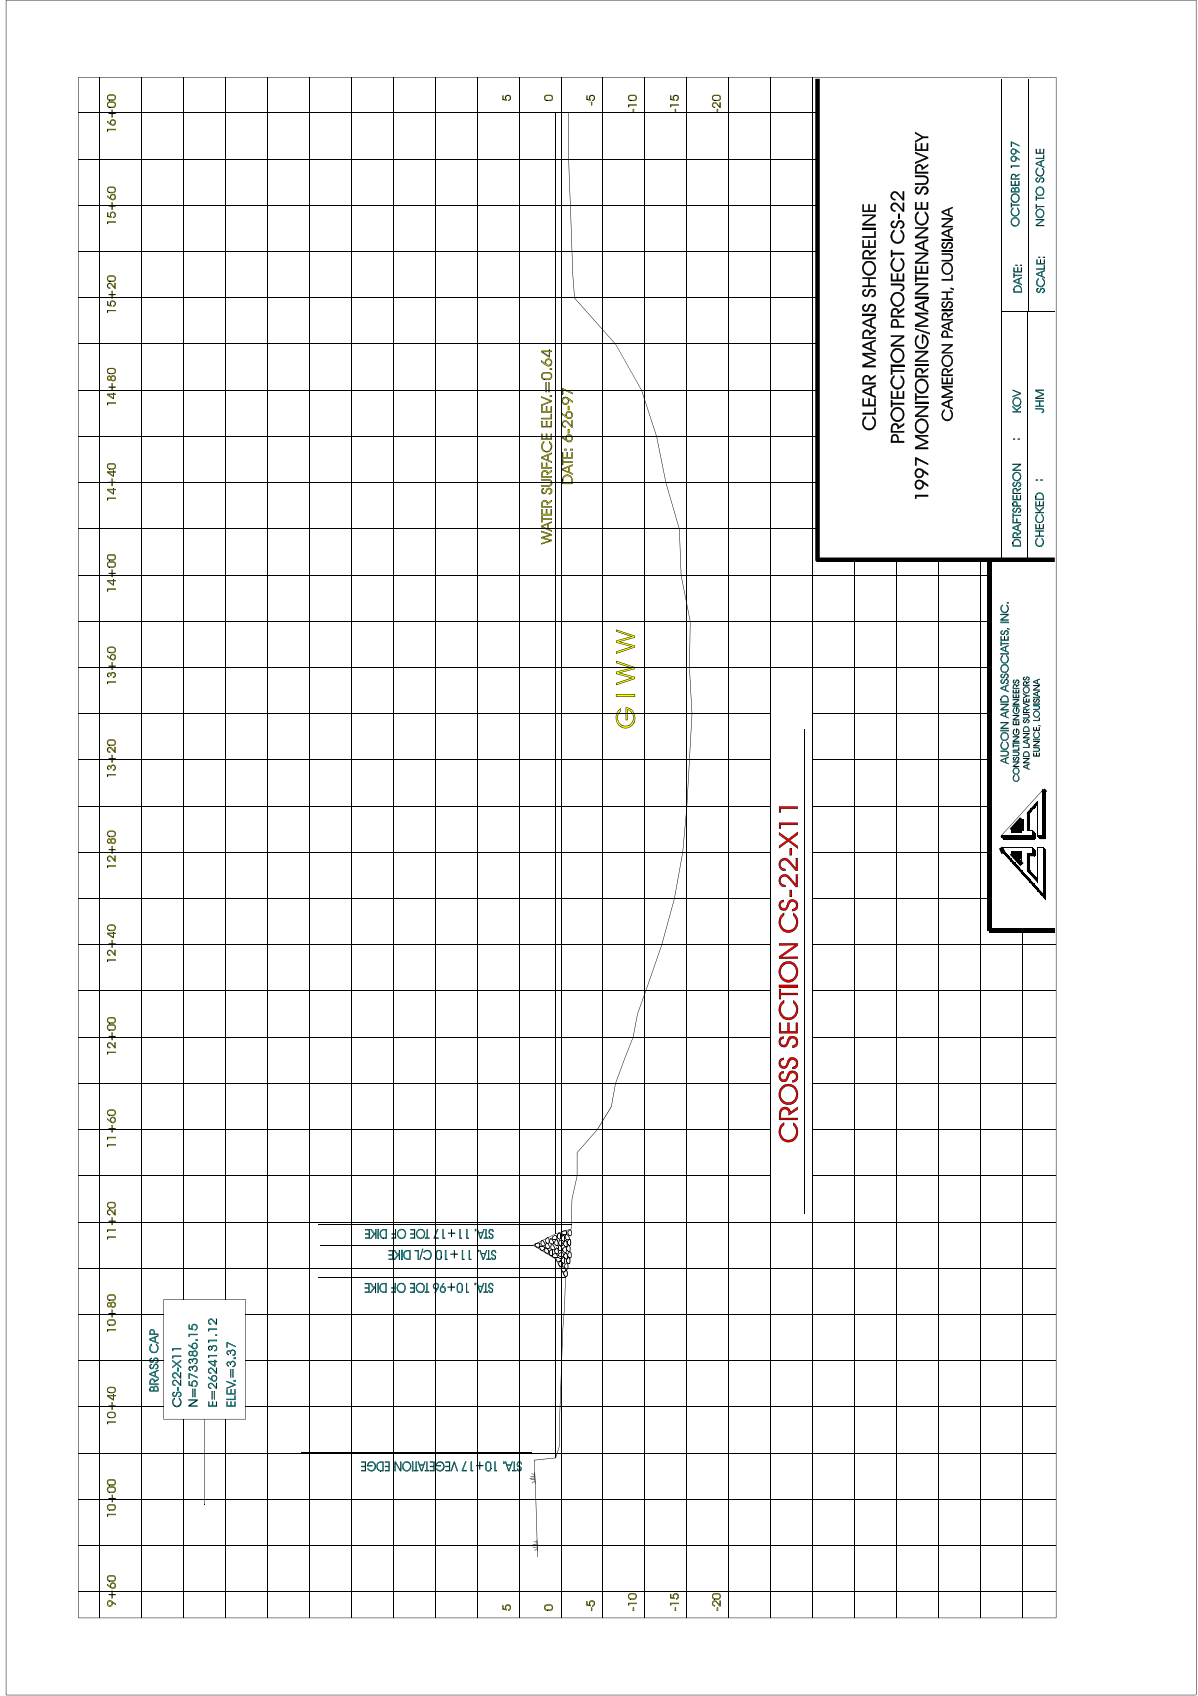 BRASS CAP
CS-22-X11
N=573386.15
E=2624131.12
ELEV.=3.37
9+60
10+00
10+40
10+80
11+20
11+60
12+00
12+40
12+80
13+20
13+60
14+00
14+40
14+80
15+20
15+60
16+00
STA. 10+17 VEGETATION EDGE
STA. 10+96 TOE OF DIKE
STA. 11+10 C/L DIKE
STA. 11+17 TOE OF DIKE
5
0
-5
-10
-15
-20
5
0
-5
-10
-15
-20
WATER SURFACE ELEV.=0.64
DATE: 6-26-97
G I W W
CROSS SECTION CS-22-X11
AUCOIN AND ASSOCIATES, INC.
CONSULTING ENGINEERS
AND LAND SURVEYORS
EUNICE, LOUISIANA
CLEAR MARAIS SHORELINE
PROTECTION PROJECT CS-22
1997 MONITORING/MAINTENANCE SURVEY
CAMERON PARISH, LOUISIANA
DRAFTSPERSON : KOV
DATE: OCTOBER 1997
CHECKED : JHM
SCALE: NOT TO SCALE